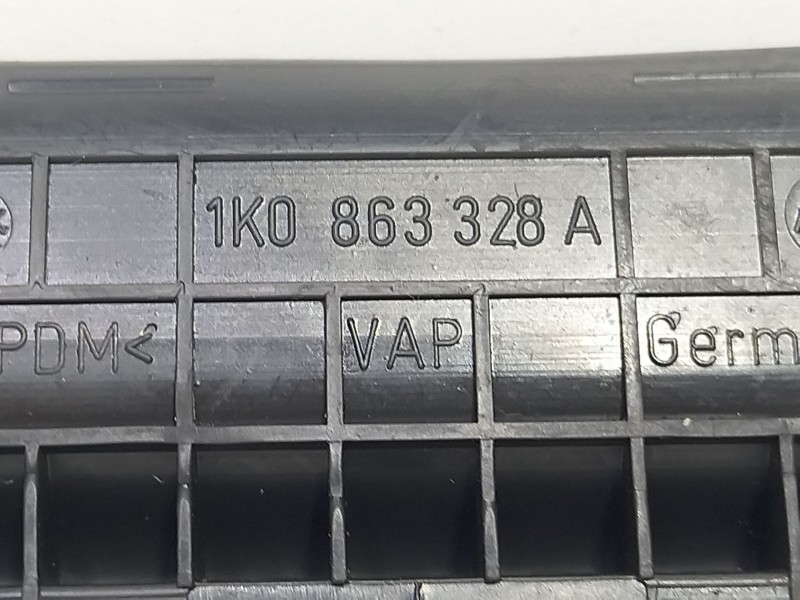 1K0 863 328 A
PDM< VAP Germ